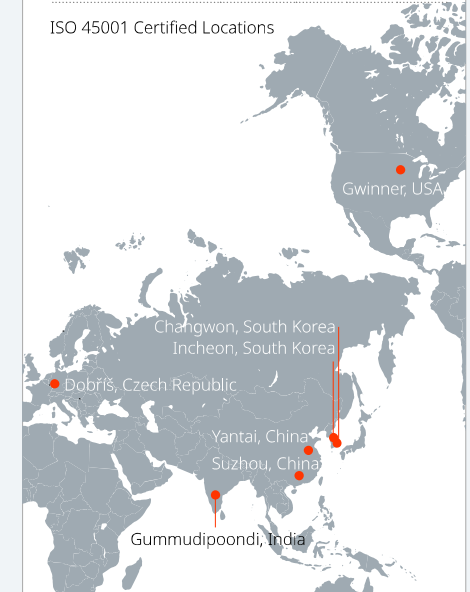 ISO 45001 Certified Locations
Gwinner, USA
Changwon, South Korea
Incheon, South Korea
Dobříš, Czech Republic
Yantai, China
Suzhou, China
Gummudipoondi, India